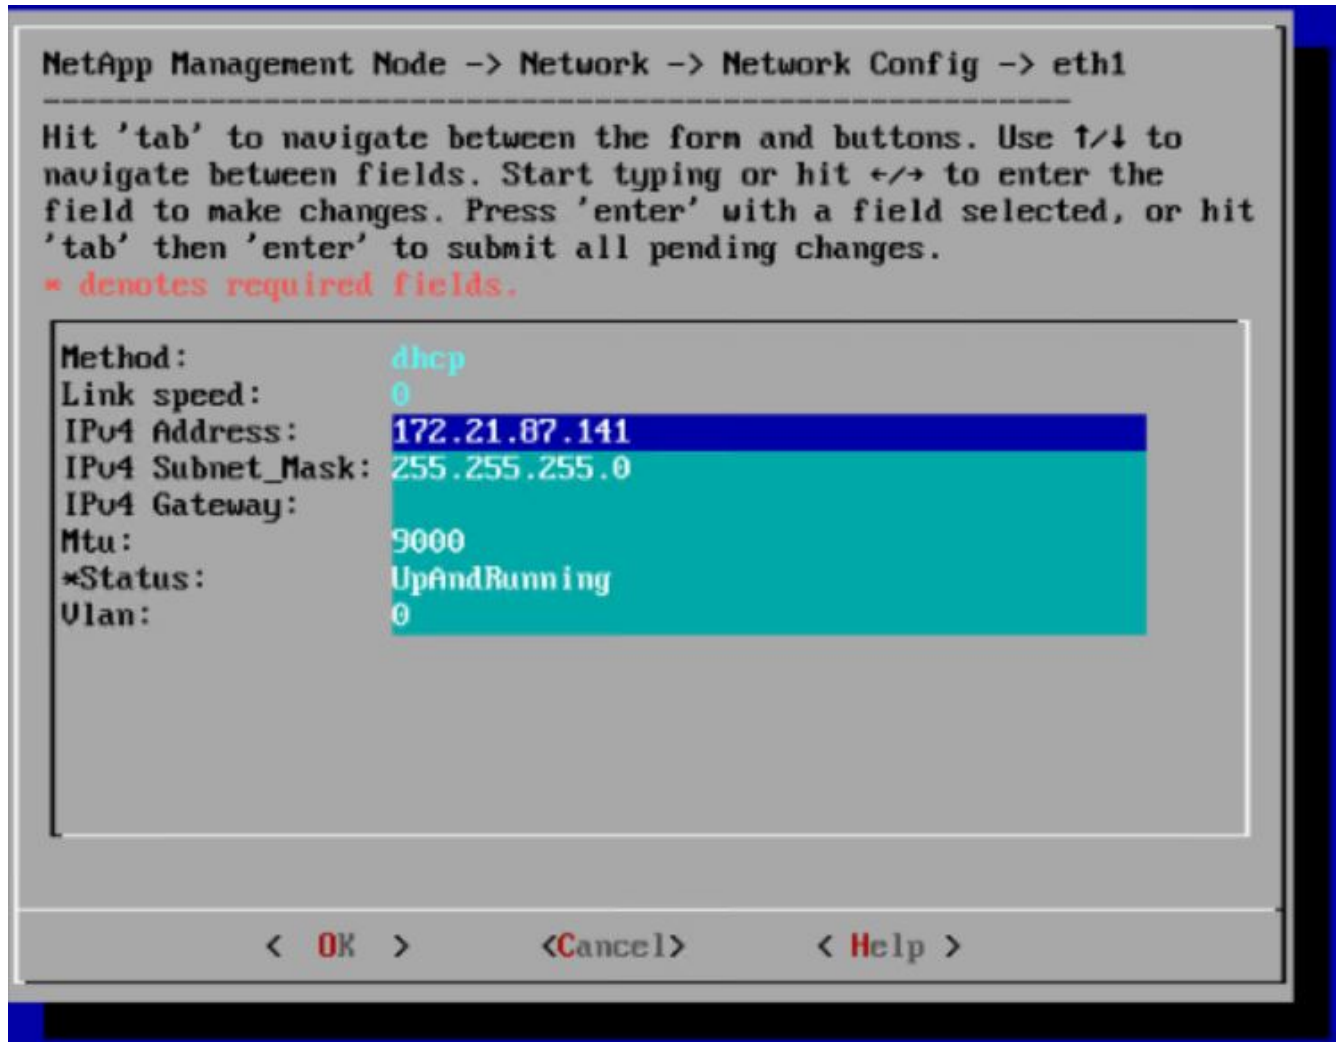 NetApp Management Node -> Network -> Network Config -> eth1
Hit 'tab' to navigate between the form and buttons. Use ↑/↓ to
navigate between fields. Start typing or hit ←/→ to enter the
field to make changes. Press 'enter' with a field selected, or hit
'tab' then 'enter' to submit all pending changes.
* denotes required fields.
Method: dhcp
Link speed: 0
IPv4 Address: 172.21.87.141
IPv4 Subnet_Mask: 255.255.255.0
IPv4 Gateway:
Mtu: 9000
*Status: UpAndRunning
Vlan: 0
< OK > <Cancel> < Help >